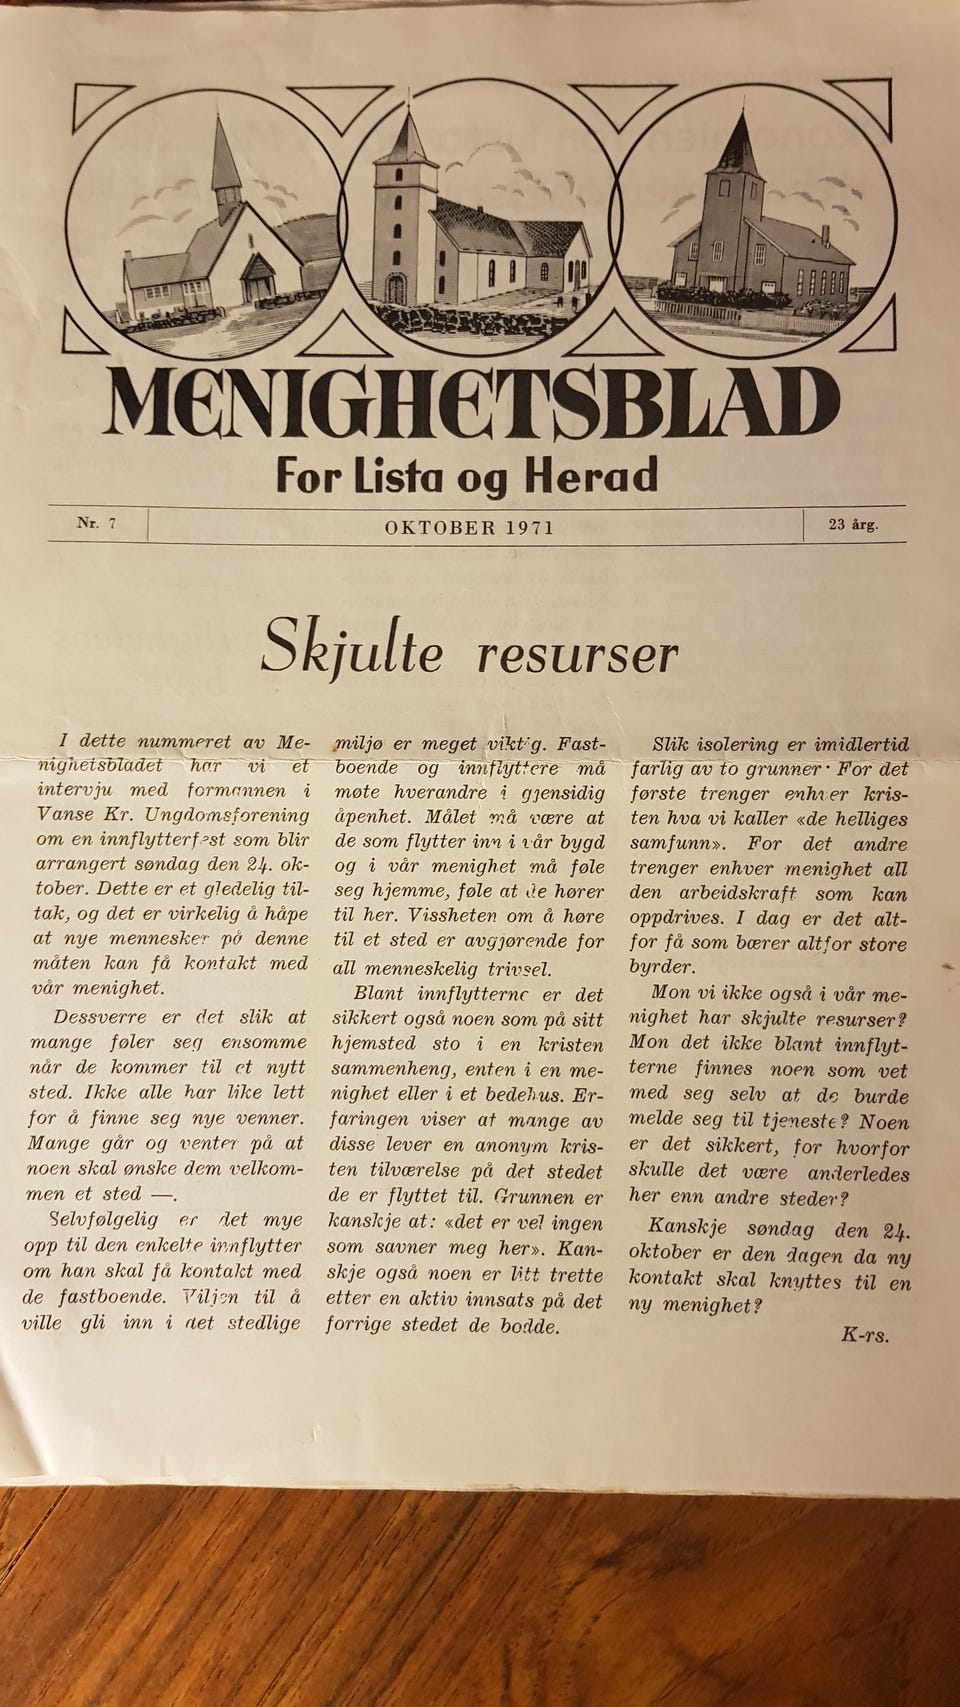 MENIGHETSBLAD
For Lista og Herad
Nr. 7
OKTOBER 1971
23 årg.
Skjulte resurser
I dette nummeret av Me-
nighetsbladet har vi et
intervju med formannen i
Vanse Kr. Ungdomsforening
om en innflytterfest som blir
arrangert søndag den 24. ok-
tober. Dette er et gledelig til-
tak, og det er virkelig å håpe
at nye mennesker på denne
måten kan få kontakt med
vår menighet.
Dessverre er det slik at
mange føler seg ensomme
når de kommer til et nytt
sted. Ikke alle har like lett
for å finne seg nye venner.
Mange går og venter på at
noen skal ønske dem velkom-
men et sted —.
Selvfølgelig er det mye
opp til den enkelte innflytter
om han skal få kontakt med
de fastboende. Viljen til å
ville gli inn i det stedlige
miljø er meget viktig. Fast-
boende og innflyttere må
møte hverandre i gjensidig
åpenhet. Målet må være at
de som flytter inn i vår bygd
og i vår menighet må føle
seg hjemme, føle at de hører
til her. Vissheten om å høre
til et sted er avgjørende for
all menneskelig trivsel.
Blant innflytterne er det
sikkert også noen som på sitt
hjemsted sto i en kristen
sammenheng, enten i en me-
nighet eller i et bedehus. Er-
faringen viser at mange av
disse lever en anonym kris-
ten tilværelse på det stedet
de er flyttet til. Grunnen er
kanskje at: «det er vel ingen
som savner meg her». Kan-
skje også noen er litt trette
etter en aktiv innsats på det
forrige stedet de bodde.
Slik isolering er imidlertid
farlig av to grunner: For det
første trenger enhver kris-
ten hva vi kaller «de helliges
samfunn». For det andre
trenger enhver menighet all
den arbeidskraft som kan
oppdrives. I dag er det alt-
for få som bærer altfor store
byrder.
Mon vi ikke også i vår me-
nighet har skjulte resurser?
Mon det ikke blant innflyt-
terne finnes noen som vet
med seg selv at de burde
melde seg til tjeneste? Noen
er det sikkert, for hvorfor
skulle det være anderledes
her enn andre steder?
Kanskje søndag den 24.
oktober er den dagen da ny
kontakt skal knyttes til en
ny menighet?
K-rs.